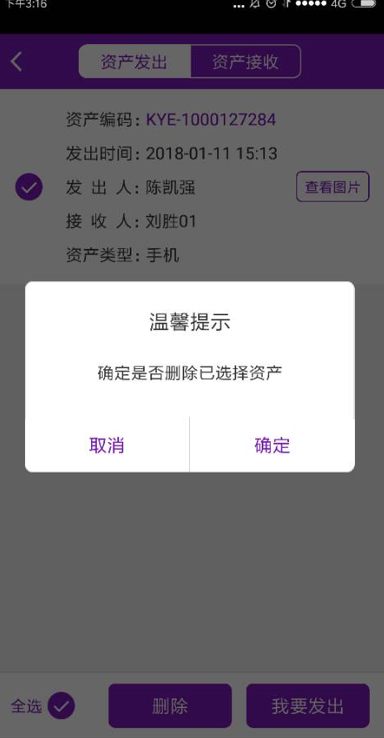 下午3:16 ... 4G
资产发出 资产接收
资产编码: KYE-1000127284
发出时间: 2018-01-11 15:13
发 出 人: 陈凯强 查看图片
接 收 人: 刘胜01
资产类型: 手机
温馨提示
确定是否删除已选择资产
取消 确定
全选 删除 我要发出